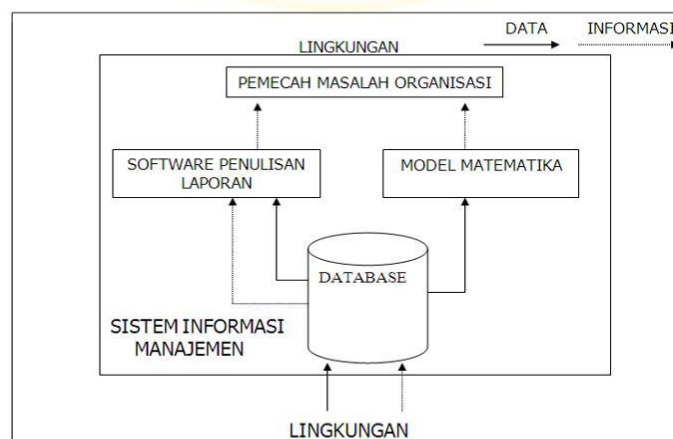 DATA
INFORMASI
LINGKUNGAN
PEMECAH MASALAH ORGANISASI
SOFTWARE PENULISAN
LAPORAN
MODEL MATEMATIKA
DATABASE
SISTEM INFORMASI
MANAJEMEN
LINGKUNGAN